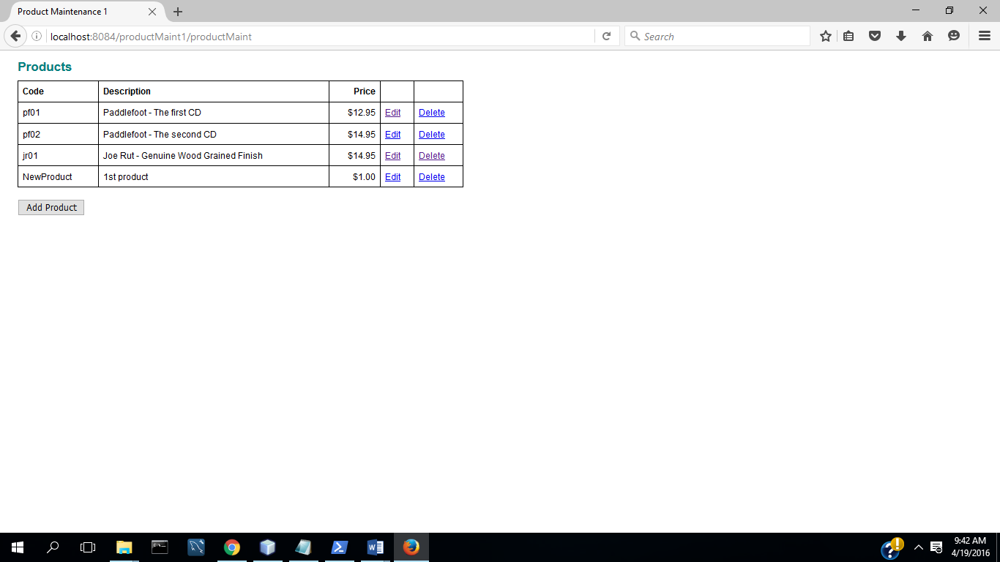 Product Maintenance 1
localhost:8084/productMaint1/productMaint
Search
Products
Code Description Price
pf01 Paddlefoot - The first CD $12.95 Edit Delete
pf02 Paddlefoot - The second CD $14.95 Edit Delete
jr01 Joe Rut - Genuine Wood Grained Finish $14.95 Edit Delete
NewProduct 1st product $1.00 Edit Delete
Add Product
9:42 AM
4/19/2016